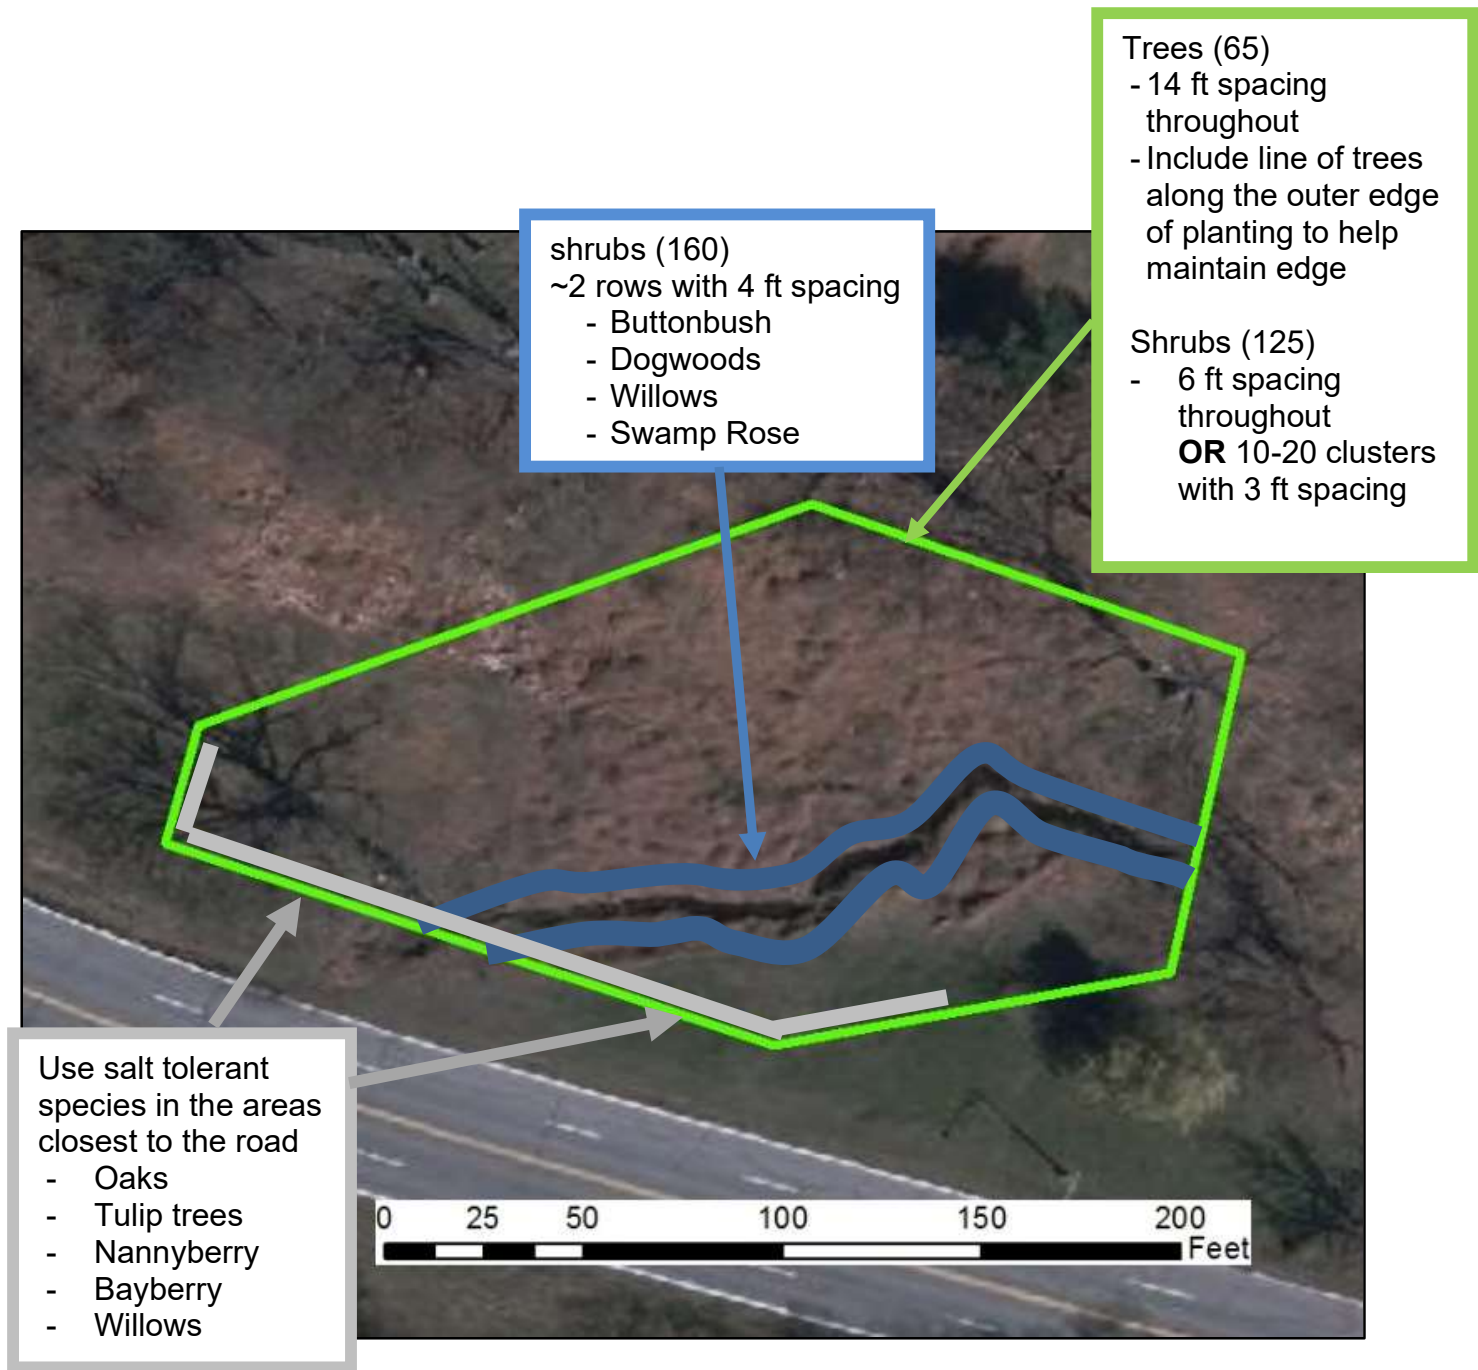 Trees (65)
- 14 ft spacing
throughout
- Include line of trees
along the outer edge
of planting to help
maintain edge
Shrubs (125)
- 6 ft spacing
throughout
OR 10-20 clusters
with 3 ft spacing
shrubs (160)
~2 rows with 4 ft spacing
- Buttonbush
- Dogwoods
- Willows
- Swamp Rose
Use salt tolerant
species in the areas
closest to the road
- Oaks
- Tulip trees
- Nannyberry
- Bayberry
- Willows
0 25 50 100 150 200
Feet